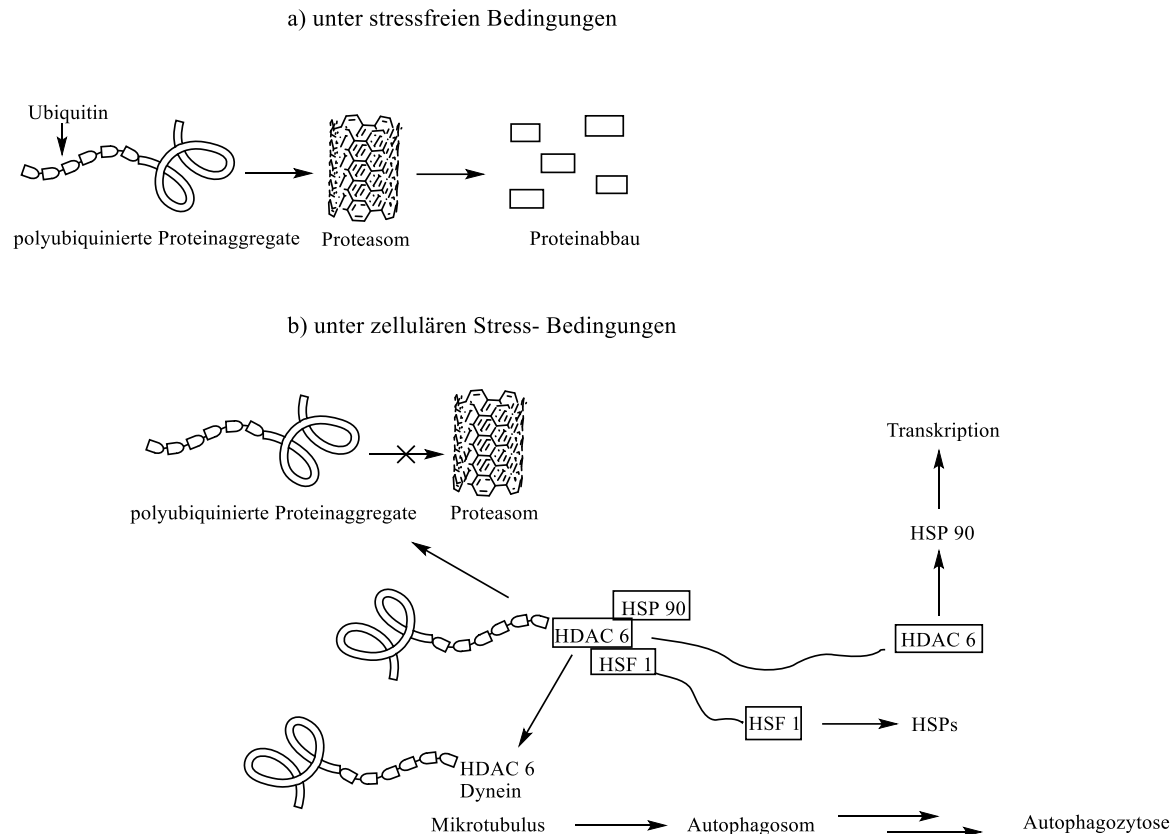 a) unter stressfreien Bedingungen
Ubiquitin
polyubiquinierte Proteinaggregate
Proteasom
Proteinabbau
b) unter zellulären Stress- Bedingungen
polyubiquinierte Proteinaggregate
Proteasom
Transkription
HSP 90
HSP 90
HDAC 6
HDAC 6
HSF 1
HSF 1
HSPs
HDAC 6
Dynein
Mikrotubulus
Autophagosom
Autophagozytose